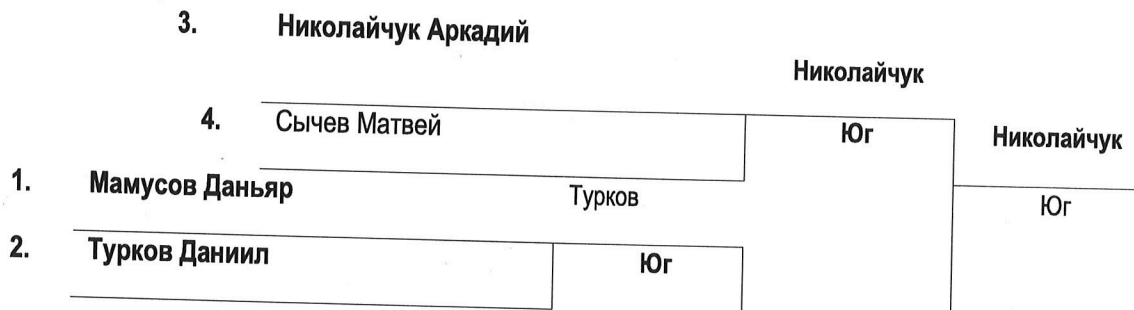 3. Николайчук Аркадий
Николайчук
4. Сычев Матвей
Юг
Николайчук
1. Мамусов Даньяр
Турков
Юг
2. Турков Даниил
Юг